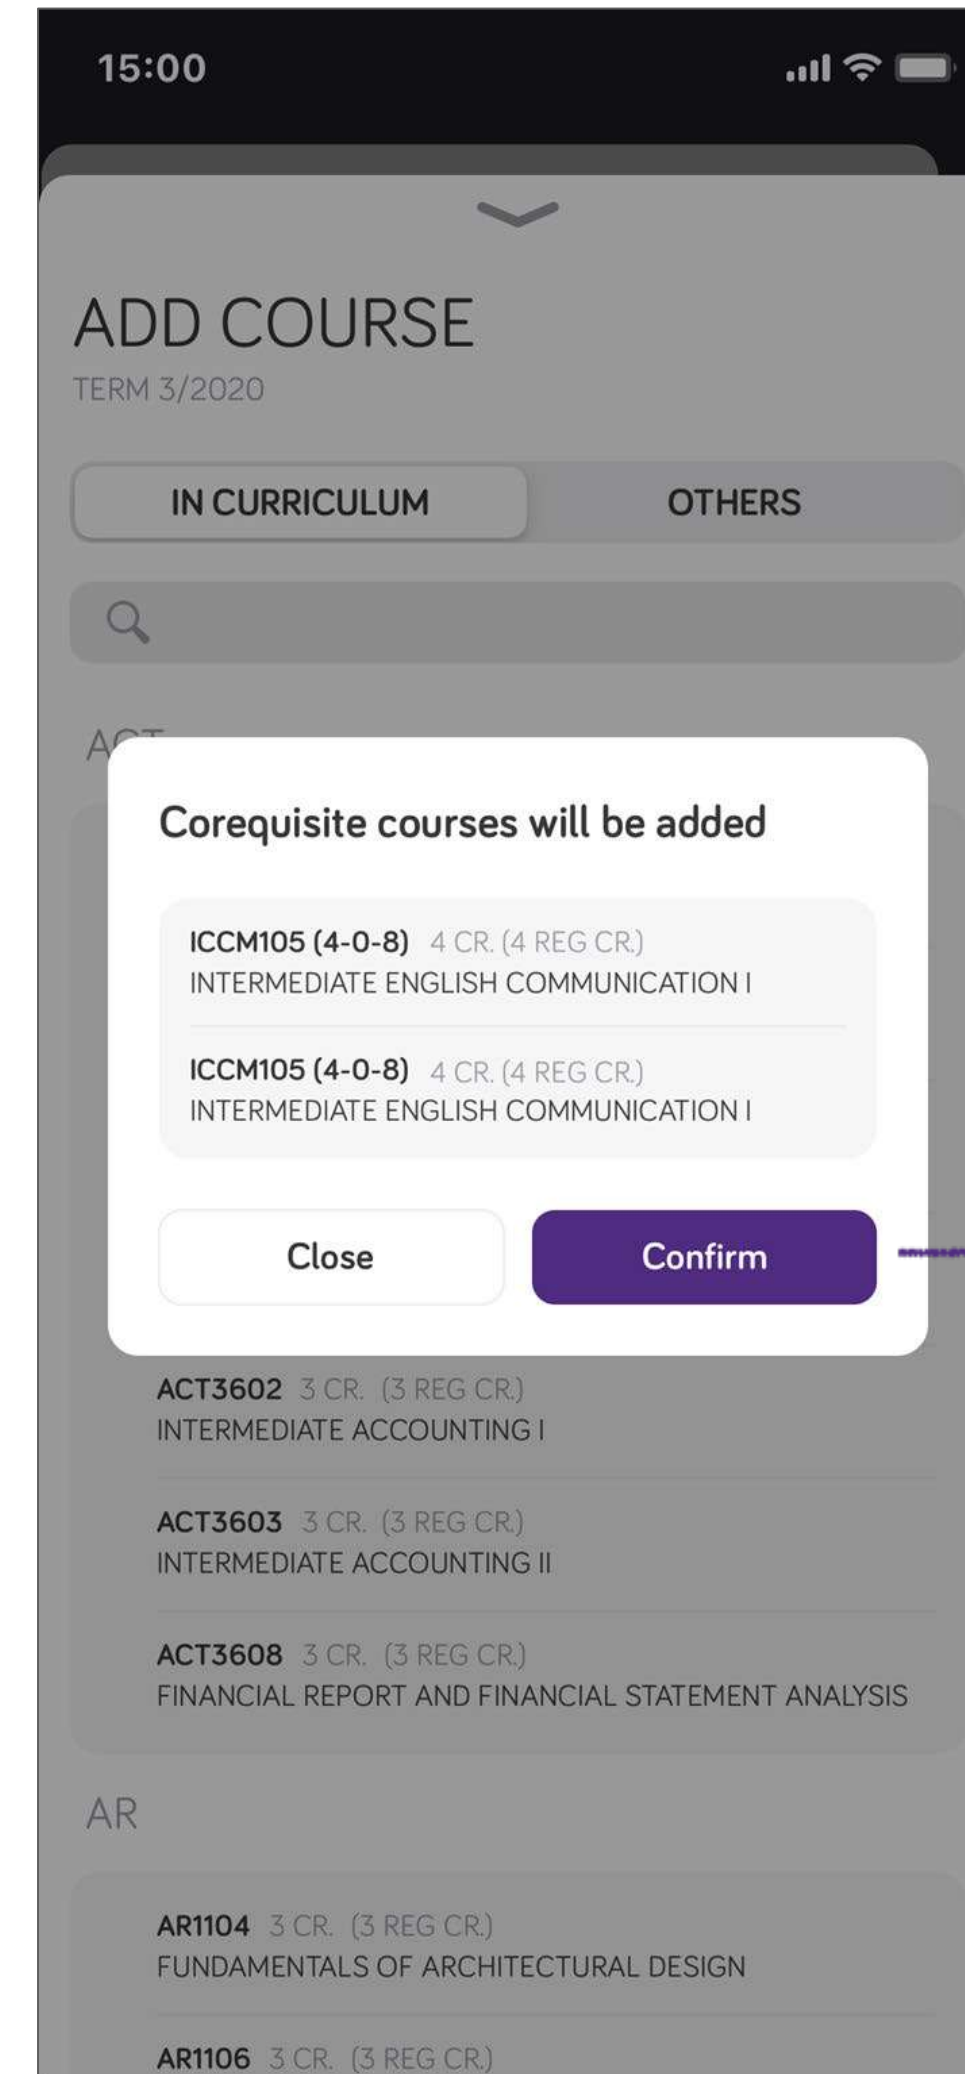 15:00
ADD COURSE
TERM 3/2020
IN CURRICULUM OTHERS
Corequisite courses will be added
ICCM105 (4-0-8) 4 CR. (4 REG CR.)
INTERMEDIATE ENGLISH COMMUNICATION I
ICCM105 (4-0-8) 4 CR. (4 REG CR.)
INTERMEDIATE ENGLISH COMMUNICATION I
Close Confirm
ACT3602 3 CR. (3 REG CR.)
INTERMEDIATE ACCOUNTING I
ACT3603 3 CR. (3 REG CR.)
INTERMEDIATE ACCOUNTING II
ACT3608 3 CR. (3 REG CR.)
FINANCIAL REPORT AND FINANCIAL STATEMENT ANALYSIS
AR
AR1104 3 CR. (3 REG CR.)
FUNDAMENTALS OF ARCHITECTURAL DESIGN
AR1106 3 CR. (3 REG CR.)